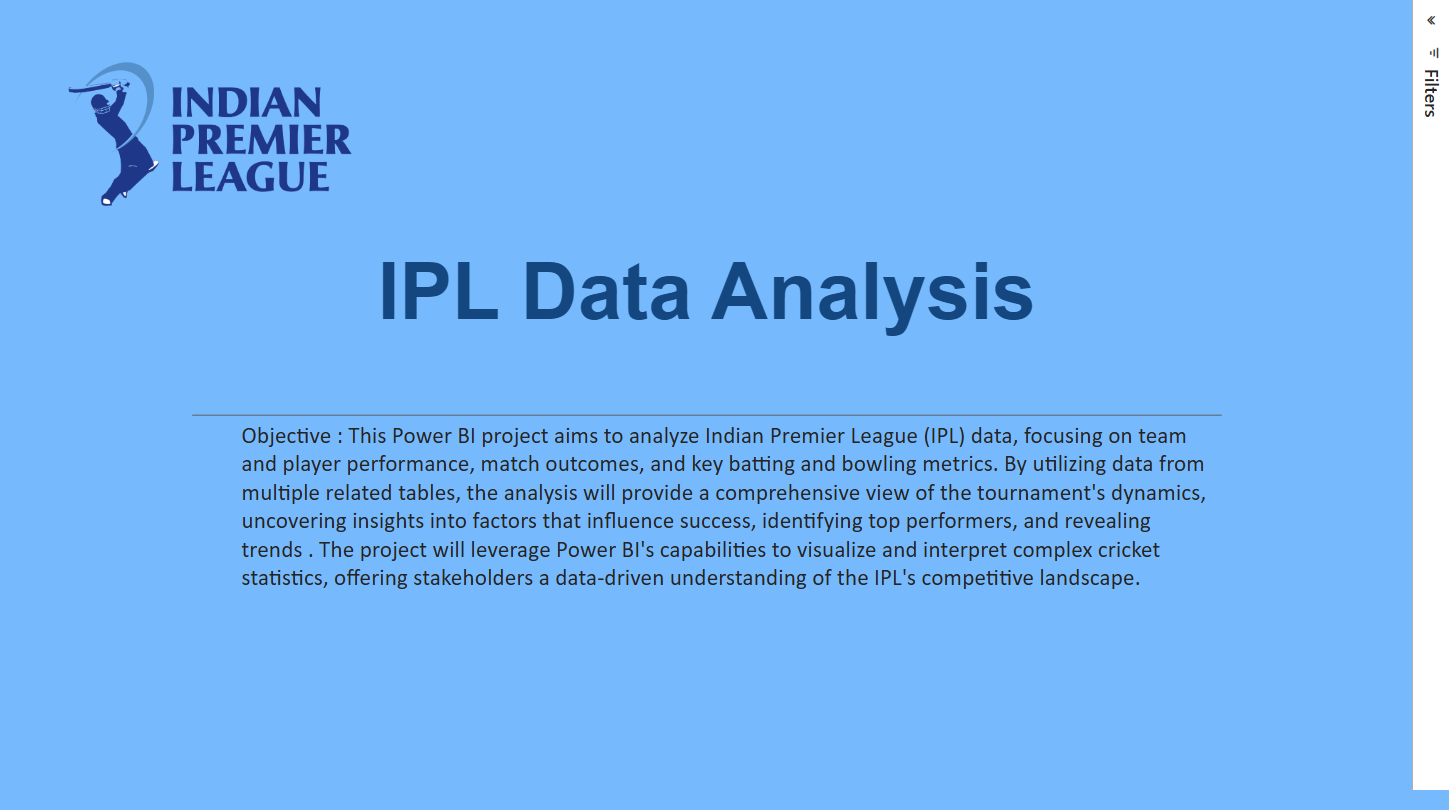 INDIAN
PREMIER
LEAGUE
IPL Data Analysis
Objective : This Power BI project aims to analyze Indian Premier League (IPL) data, focusing on team
and player performance, match outcomes, and key batting and bowling metrics. By utilizing data from
multiple related tables, the analysis will provide a comprehensive view of the tournament's dynamics,
uncovering insights into factors that influence success, identifying top performers, and revealing
trends . The project will leverage Power BI's capabilities to visualize and interpret complex cricket
statistics, offering stakeholders a data-driven understanding of the IPL's competitive landscape.
Filters